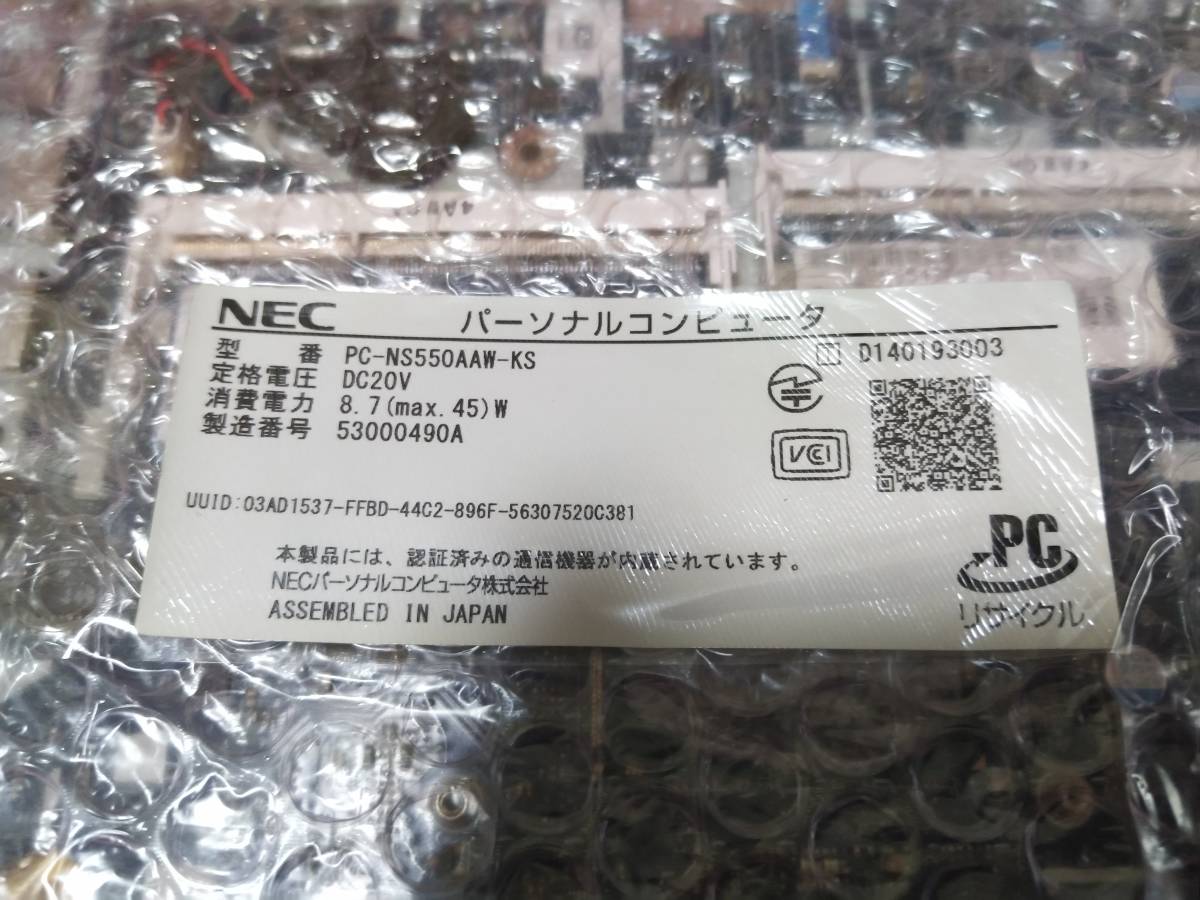 NEC パーソナルコンピュータ
型 番 PC-NS550AAW-KS
D140193003
定格電圧 DC20V
消費電力 8.7(max.45)W
製造番号 53000490A
VCCI
UUID:03AD1537-FFBD-44C2-896F-56307520C381
本製品には、認証済みの通信機器が内蔵されています。
NECパーソナルコンピュータ株式会社
ASSEMBLED IN JAPAN
PC
リサイクル